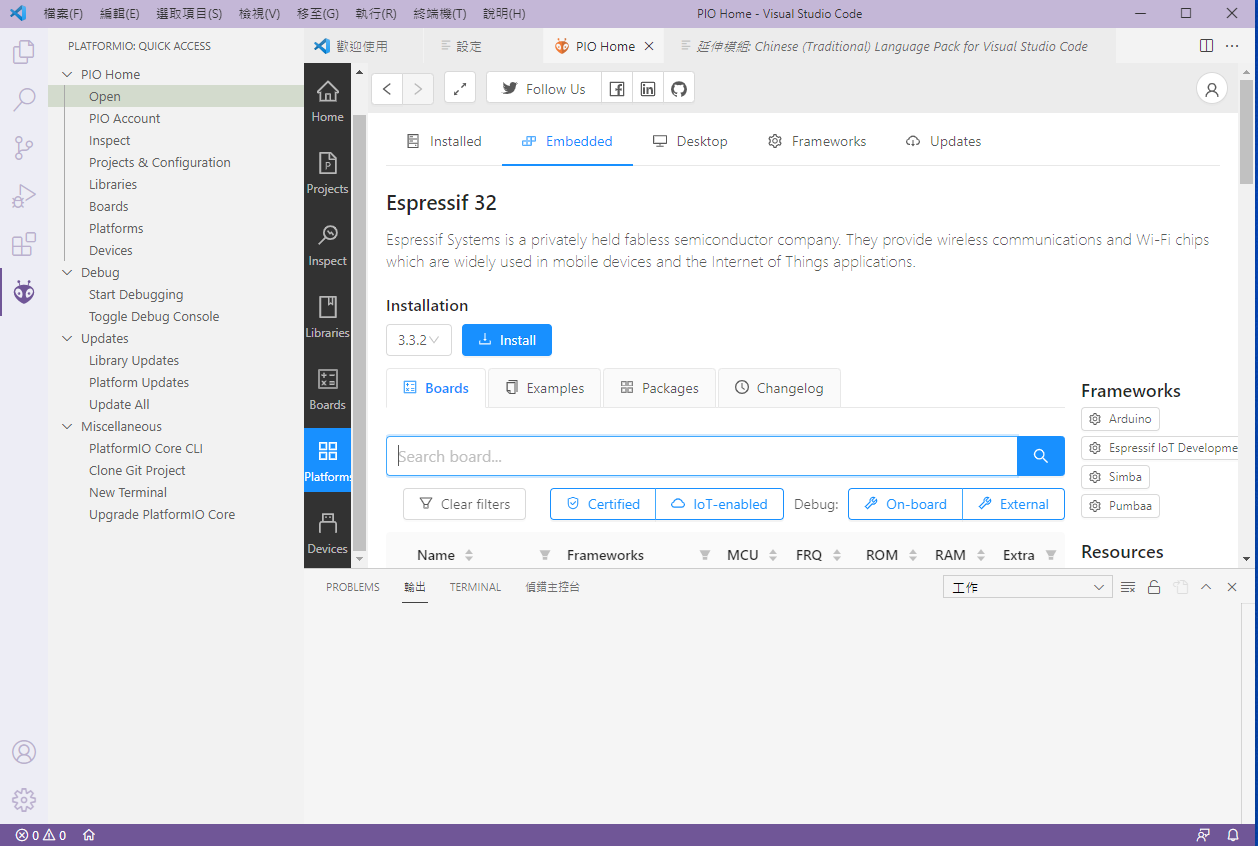 檔案(F) 編輯(E) 選取項目(S) 檢視(V) 移至(G) 執行(R) 終端機(T) 說明(H) PIO Home - Visual Studio Code
PLATFORMIO: QUICK ACCESS
PIO Home
Open
PIO Account
Inspect
Projects & Configuration
Libraries
Boards
Platforms
Devices
Debug
Start Debugging
Toggle Debug Console
Updates
Library Updates
Platform Updates
Update All
Miscellaneous
PlatformIO Core CLI
Clone Git Project
New Terminal
Upgrade PlatformIO Core
歡迎使用 設定 PIO Home 延伸模組: Chinese (Traditional) Language Pack for Visual Studio Code
Home
Projects
Inspect
Libraries
Boards
Platforms
Devices
Follow Us
Installed Embedded Desktop Frameworks Updates
Espressif 32
Espressif Systems is a privately held fabless semiconductor company. They provide wireless communications and Wi-Fi chips
which are widely used in mobile devices and the Internet of Things applications.
Installation
3.3.2 Install
Boards Examples Packages Changelog
Search board...
Clear filters Certified IoT-enabled Debug: On-board External
Name Frameworks MCU FRQ ROM RAM Extra
Frameworks
Arduino
Espressif IoT Developme
Simba
Pumbaa
Resources
PROBLEMS 輸出 TERMINAL 偵錯主控台 工作
0 0